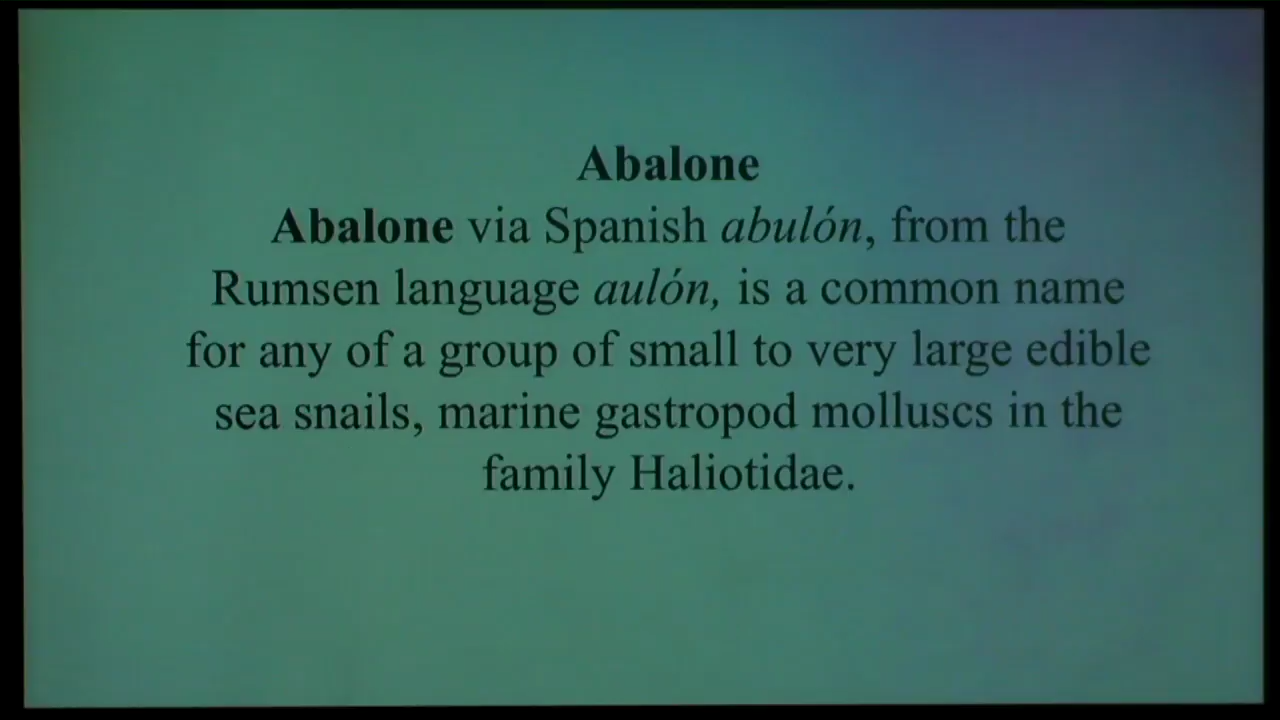 Abalone
Abalone via Spanish abulón, from the
Rumsen language aulón, is a common name
for any of a group of small to very large edible
sea snails, marine gastropod molluscs in the
family Haliotidae.